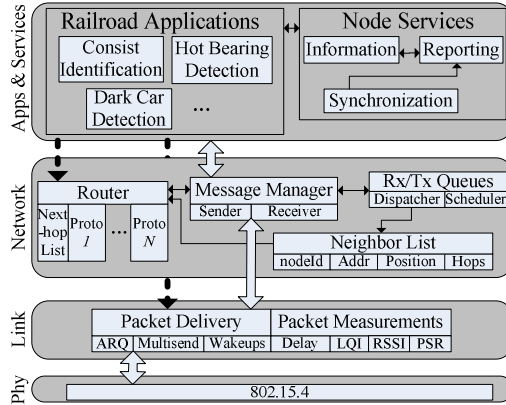 Apps & Services
Railroad Applications
Consist
Identification
Hot Bearing
Detection
Dark Car
Detection
...
Node Services
Information
Reporting
Synchronization
Network
Router
Next
-hop
List
Proto
1
...
Proto
N
Message Manager
Sender
Receiver
Rx/Tx Queues
Dispatcher
Scheduler
Neighbor List
nodeId
Addr
Position
Hops
Link
Packet Delivery
ARQ
Multisend
Wakeups
Packet Measurements
Delay
LQI
RSSI
PSR
Phy
802.15.4